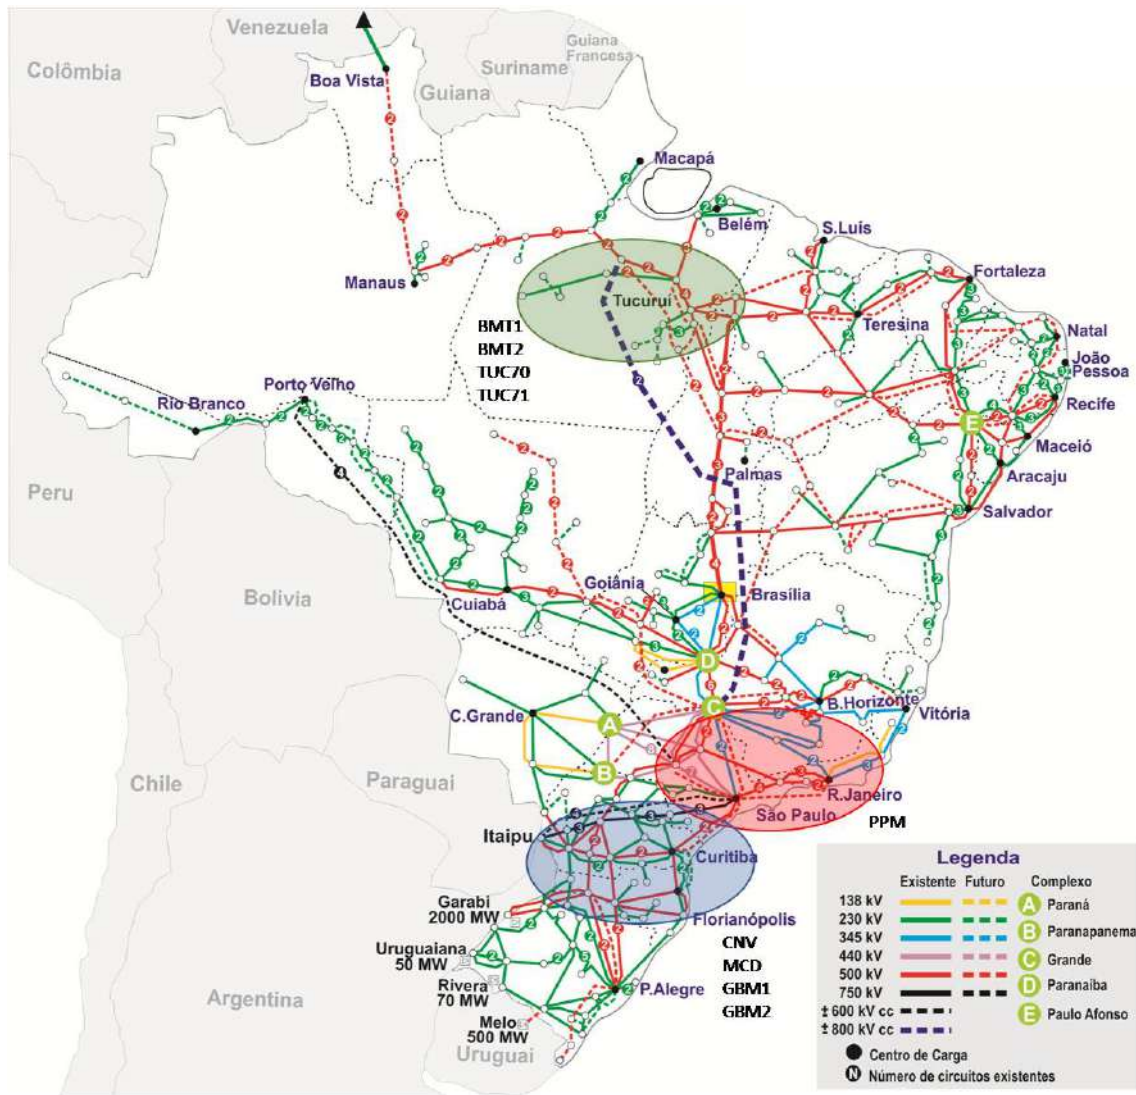 Venezuela
Guiana
Francesa
Colômbia
Suriname
Boa Vista
Guiana
Macapá
Belém
S.Luís
Manaus
Fortaleza
Tucuruí
BMT1
BMT2
TUC70
TUC71
Teresina
Natal
João
Pessoa
Porto Velho
Rio Branco
Recife
E
Maceió
Palmas
Aracaju
Peru
Salvador
Bolivia
Cuiabá
Goiânia
Brasília
D
C.Grande
A
C
B.Horizonte
Vitória
B
Chile
Paraguai
R.Janeiro
São Paulo
PPM
Itaipu
Curitiba
Garabi
2000 MW
Florianópolis
Uruguaiana
50 MW
CNV
MCD
GBM1
GBM2
Rivera
70 MW
P.Alegre
Melo
500 MW
Argentina
Uruguai
Legenda
Existente Futuro Complexo
138 kV A Paraná
230 kV
345 kV B Paranapanema
440 kV C Grande
500 kV D Paranaíba
750 kV E Paulo Afonso
± 600 kV cc
± 800 kV cc
Centro de Carga
N Número de circuitos existentes